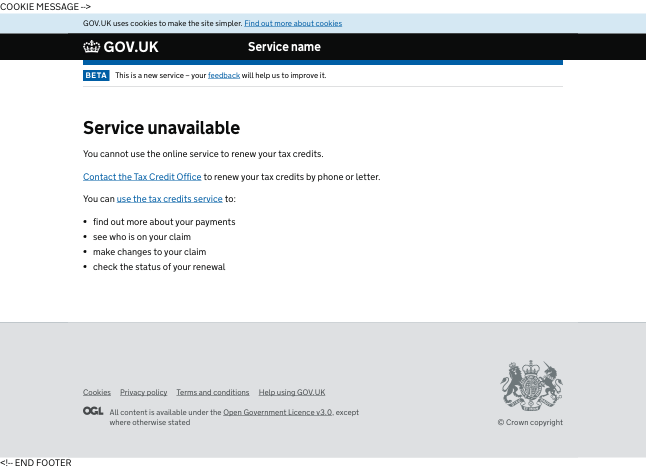 COOKIE MESSAGE -->
GOV.UK uses cookies to make the site simpler. Find out more about cookies
GOV.UK Service name
BETA This is a new service – your feedback will help us to improve it.
Service unavailable
You cannot use the online service to renew your tax credits.
Contact the Tax Credit Office to renew your tax credits by phone or letter.
You can use the tax credits service to:
• find out more about your payments
• see who is on your claim
• make changes to your claim
• check the status of your renewal
Cookies Privacy policy Terms and conditions Help using GOV.UK
OGL All content is available under the Open Government Licence v3.0, except
where otherwise stated
© Crown copyright
<!-- END FOOTER